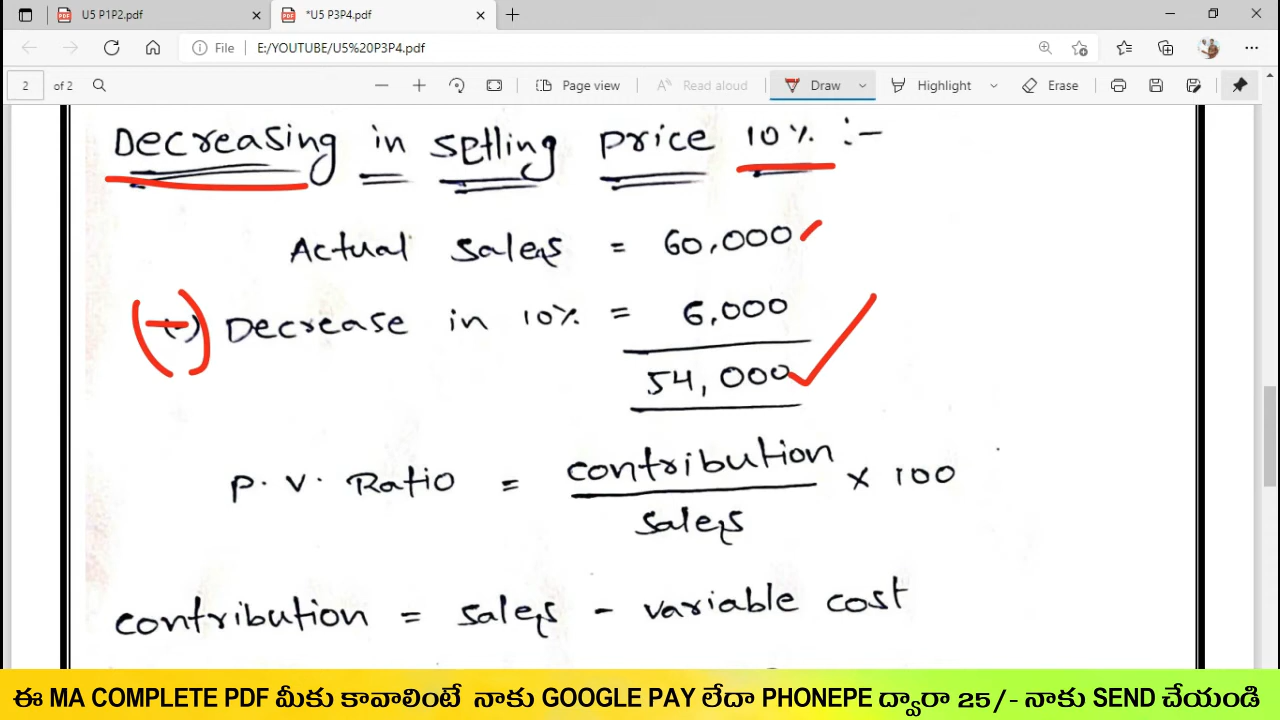 U5 P1P2.pdf
*U5 P3P4.pdf
File E:/YOUTUBE/U5%20P3P4.pdf
2 of 2 Page view Read aloud Draw Highlight Erase
Decreasing in selling price 10% :-
Actual sales = 60,000
(-) Decrease in 10% = 6,000
54,000
P. V. Ratio = contribution / sales × 100
contribution = sales - variable cost
ఈ MA COMPLETE PDF మీకు కావాలింటే నాకు GOOGLE PAY లేదా PHONEPE ద్వారా 25/- నాకు SEND చేయండి